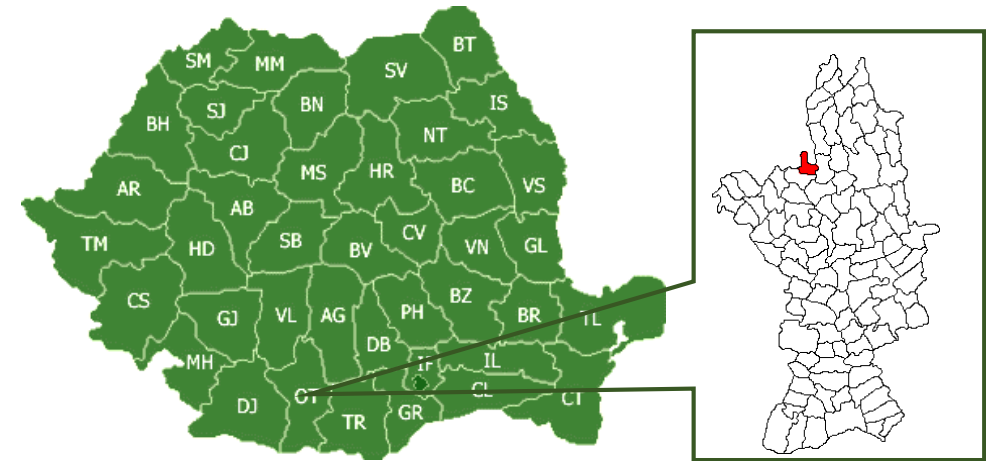 BT
SM
MM
SV
BN
IS
SJ
BH
NT
CJ
MS
HR
BC
VS
AR
AB
SB
CV
TM
HD
BV
VN
GL
CS
BZ
GJ
VL
AG
PH
BR
TL
DB
MH
IF
IL
CL
OT
CT
DJ
GR
TR